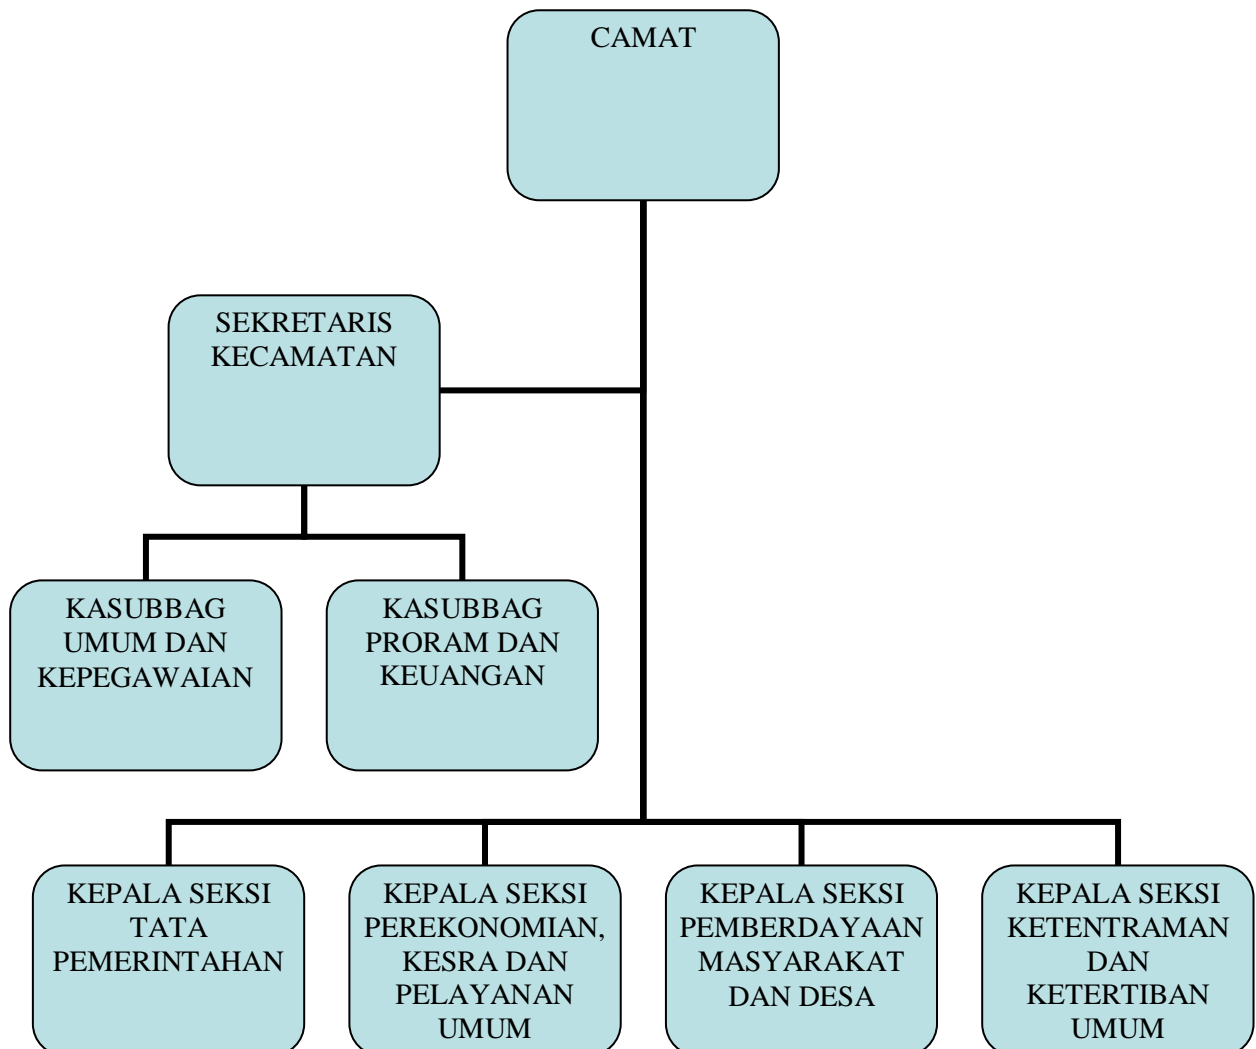 CAMAT
SEKRETARIS
KECAMATAN
KASUBBAG
UMUM DAN
KEPEGAWAIAN
KASUBBAG
PRORAM DAN
KEUANGAN
KEPALA SEKSI
TATA
PEMERINTAHAN
KEPALA SEKSI
PEREKONOMIAN,
KESRA DAN
PELAYANAN
UMUM
KEPALA SEKSI
PEMBERDAYAAN
MASYARAKAT
DAN DESA
KEPALA SEKSI
KETENTRAMAN
DAN
KETERTIBAN
UMUM